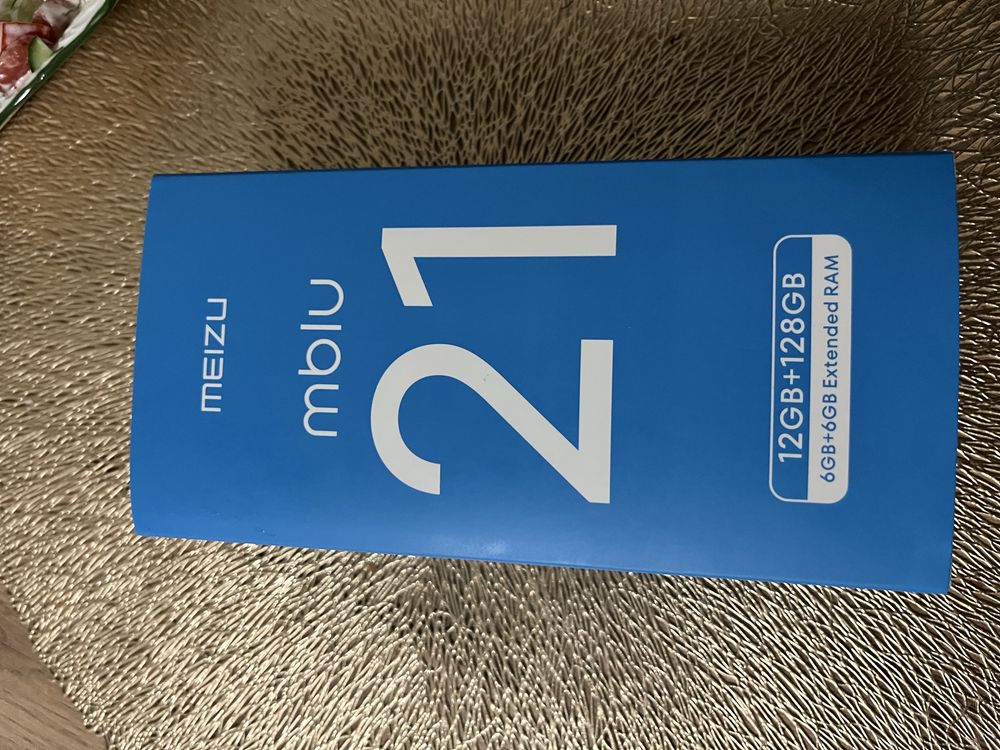 MEIZU
mblu
21
12GB+128GB
6GB+6GB Extended RAM